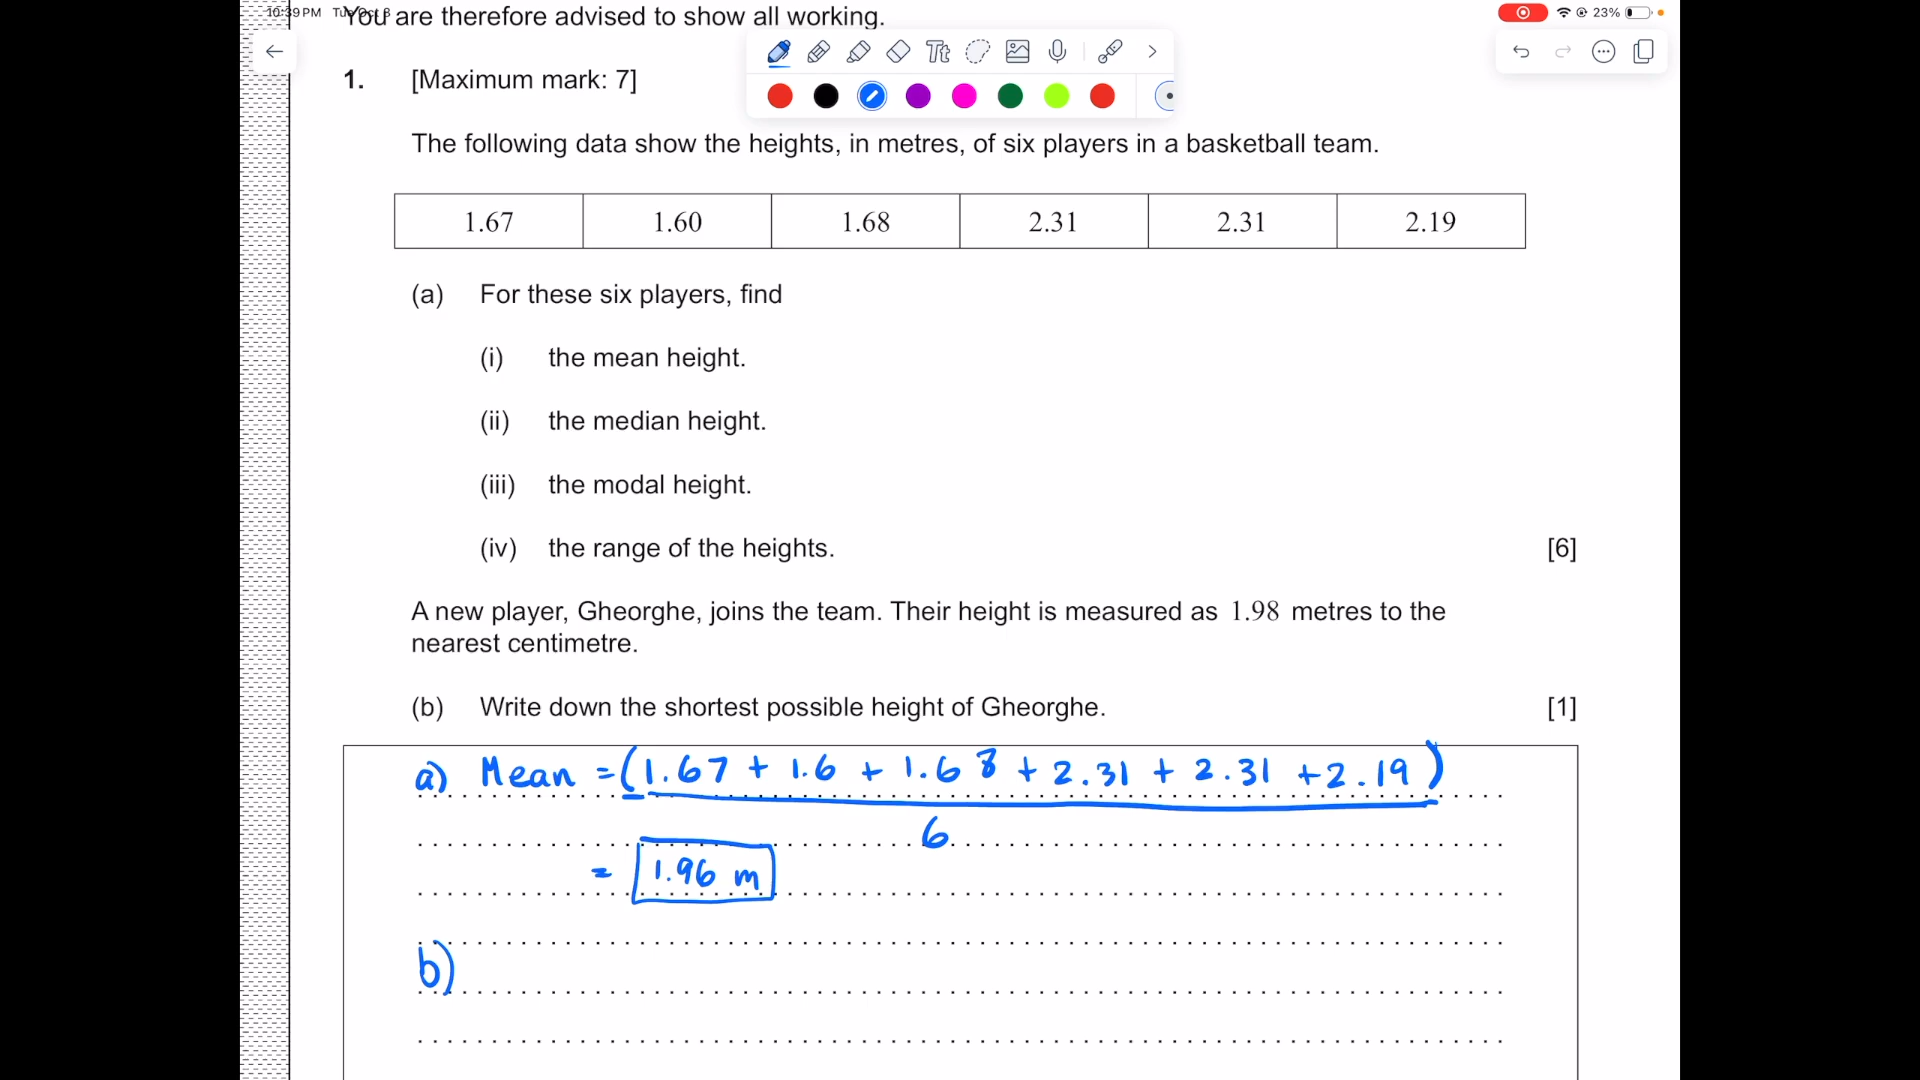 10:39 PM Tue Oct 8
23%
You are therefore advised to show all working.
Tt
1. [Maximum mark: 7]
The following data show the heights, in metres, of six players in a basketball team.
1.67 1.60 1.68 2.31 2.31 2.19
(a) For these six players, find
(i) the mean height.
(ii) the median height.
(iii) the modal height.
(iv) the range of the heights. [6]
A new player, Gheorghe, joins the team. Their height is measured as 1.98 metres to the
nearest centimetre.
(b) Write down the shortest possible height of Gheorghe. [1]
a) Mean = (1.67 + 1.6 + 1.68 + 2.31 + 2.31 + 2.19)
6
= 1.96 m
b)